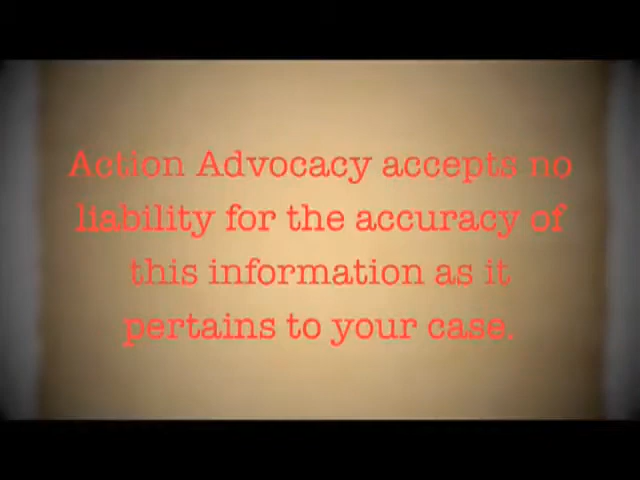 Action Advocacy accepts no
liability for the accuracy of
this information as it
pertains to your case.